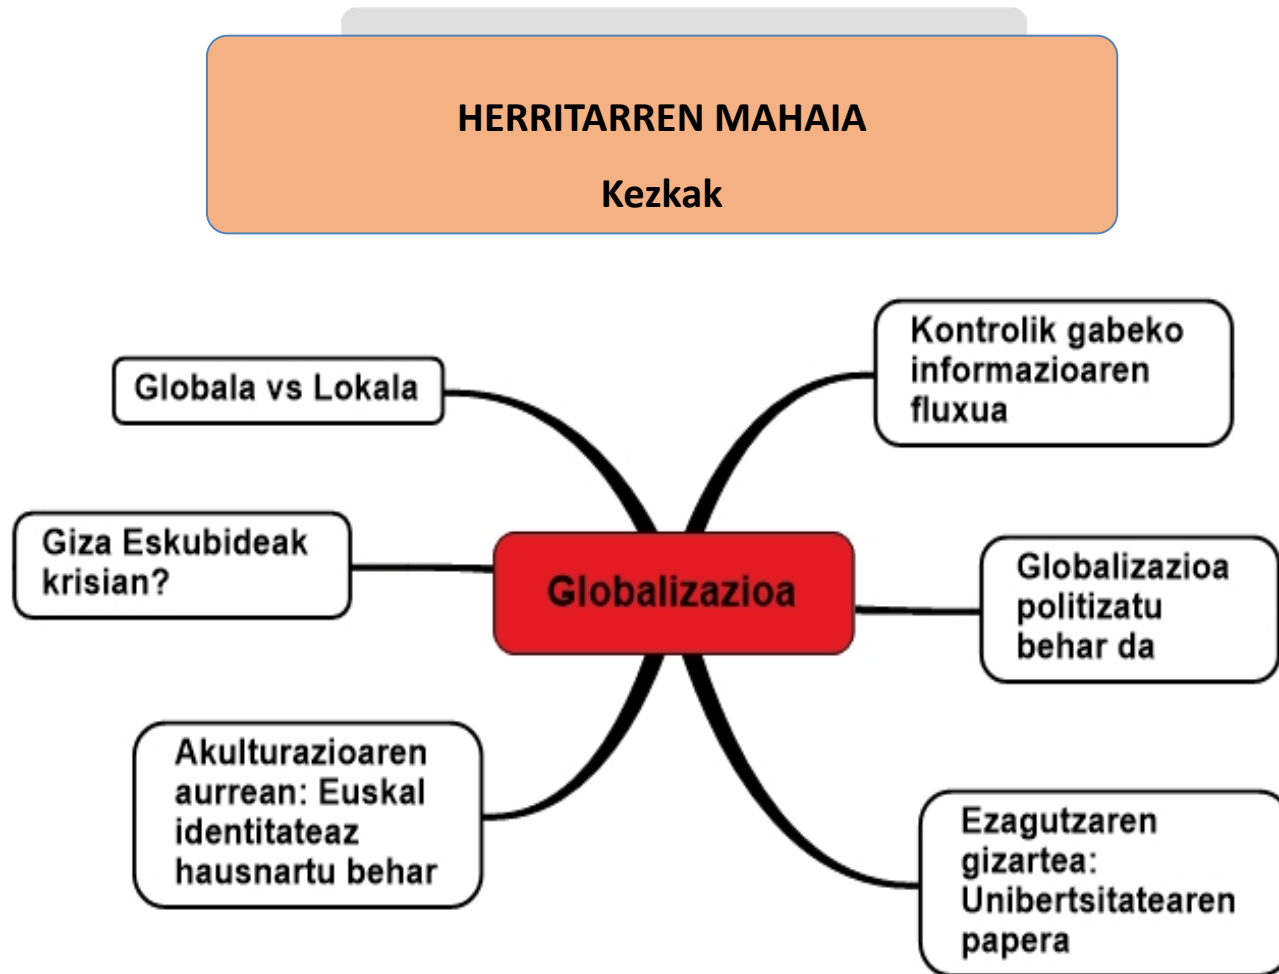 HERRITARREN MAHAIA
Kezkak
Globala vs Lokala
Kontrolik gabeko
informazioaren
fluxua
Giza Eskubideak
krisian?
Globalizazioa
Globalizazioa
politizatu
behar da
Akulturazioaren
aurrean: Euskal
identitateaz
hausnartu behar
Ezagutzaren
gizartea:
Unibertsitatearen
papera